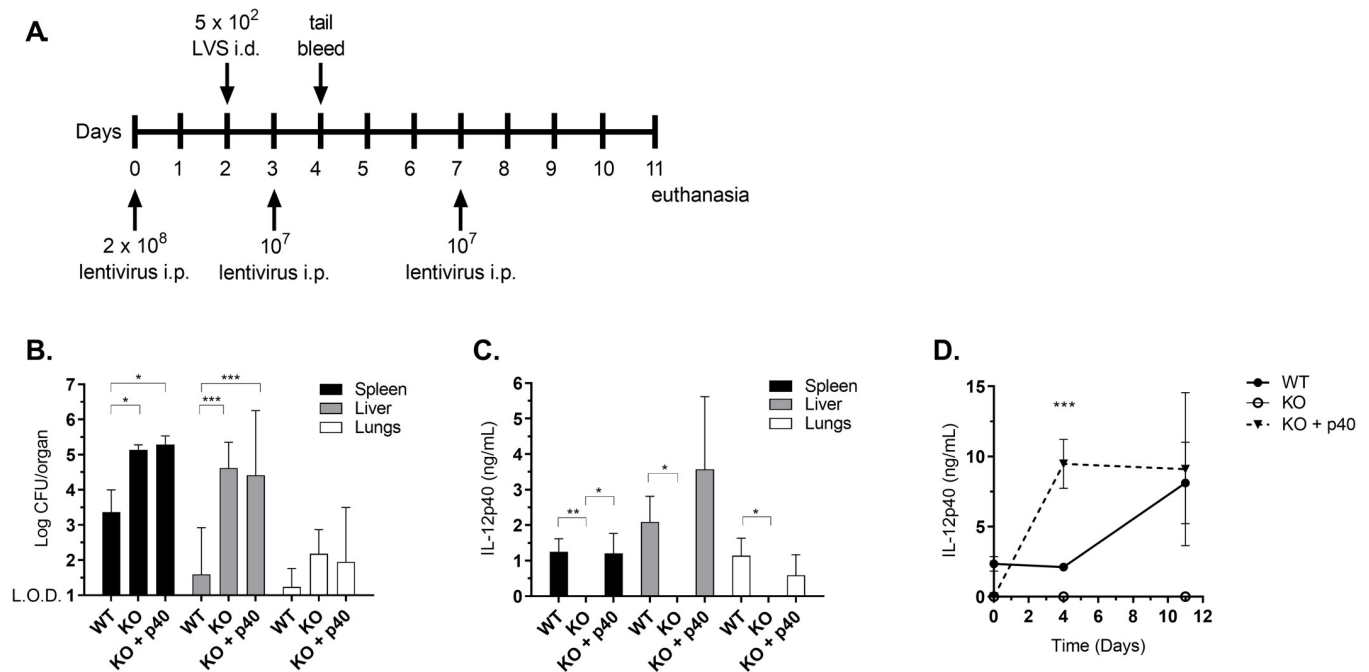 A.
5 x 10² LVS i.d.
tail bleed
Days
0 1 2 3 4 5 6 7 8 9 10 11
euthanasia
2 x 10⁸ lentivirus i.p.
10⁷ lentivirus i.p.
10⁷ lentivirus i.p.
B.
Log CFU/organ
7
6
5
4
3
2
L.O.D. 1
* * *** ***
Spleen
Liver
Lungs
WT KO KO + p40 WT KO KO + p40 WT KO KO + p40
C.
IL-12p40 (ng/mL)
6
5
4
3
2
1
0
** * * *
Spleen
Liver
Lungs
WT KO KO + p40 WT KO KO + p40 WT KO KO + p40
D.
IL-12p40 (ng/mL)
15
10
5
0
***
WT
KO
KO + p40
0 2 4 6 8 10 12
Time (Days)